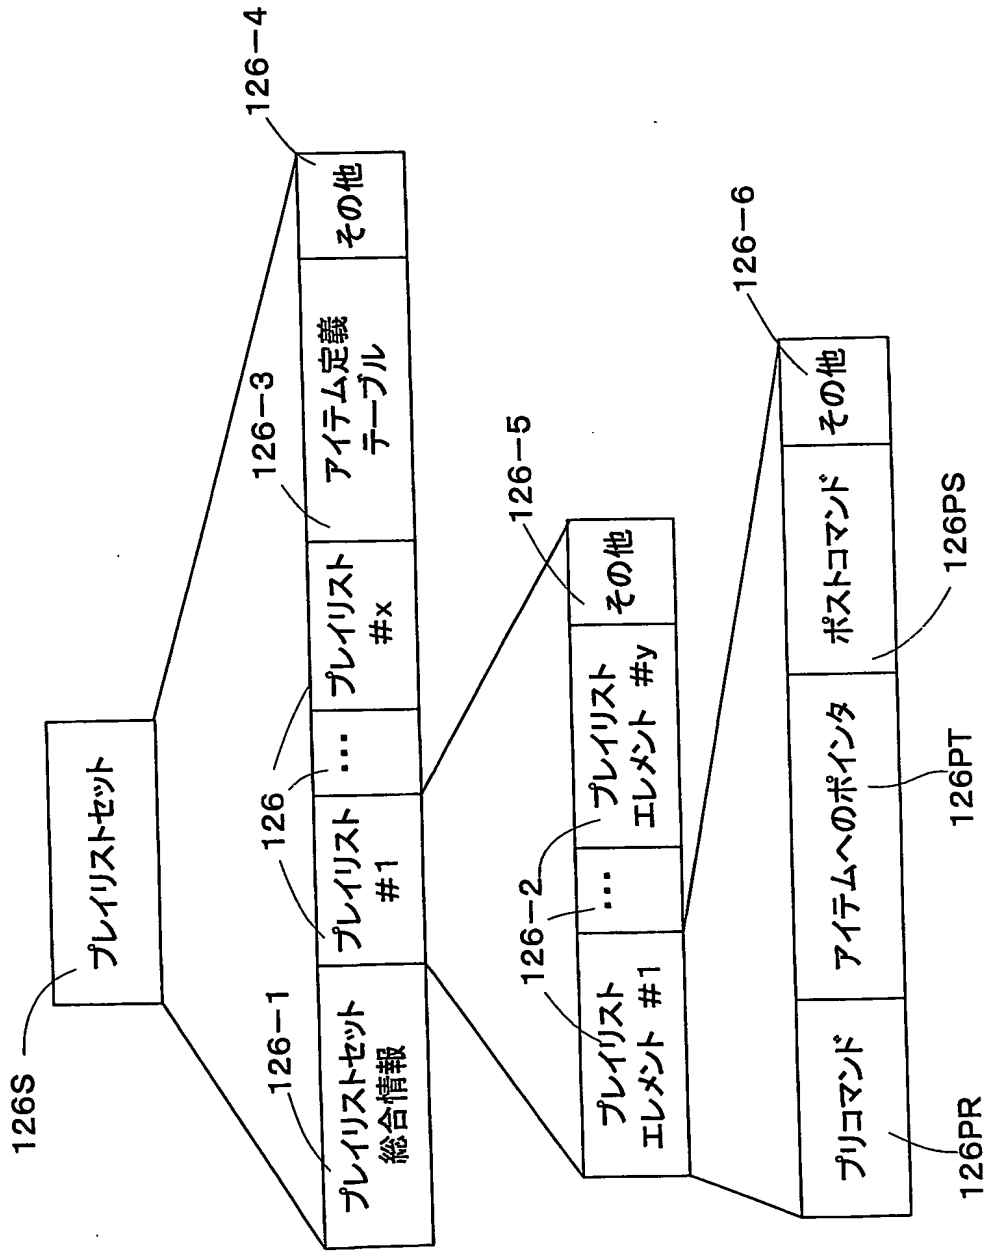 126S
プレイリストセット
126-1
126
126-3
126-4
プレイリストセット
総合情報
プレイリスト
#1
･･･
プレイリスト
#x
アイテム定義
テーブル
その他
126-2
126-5
プレイリスト
エレメント #1
･･･
プレイリスト
エレメント #y
その他
126-6
プリコマンド
アイテムへのポインタ
ポストコマンド
その他
126PR
126PT
126PS